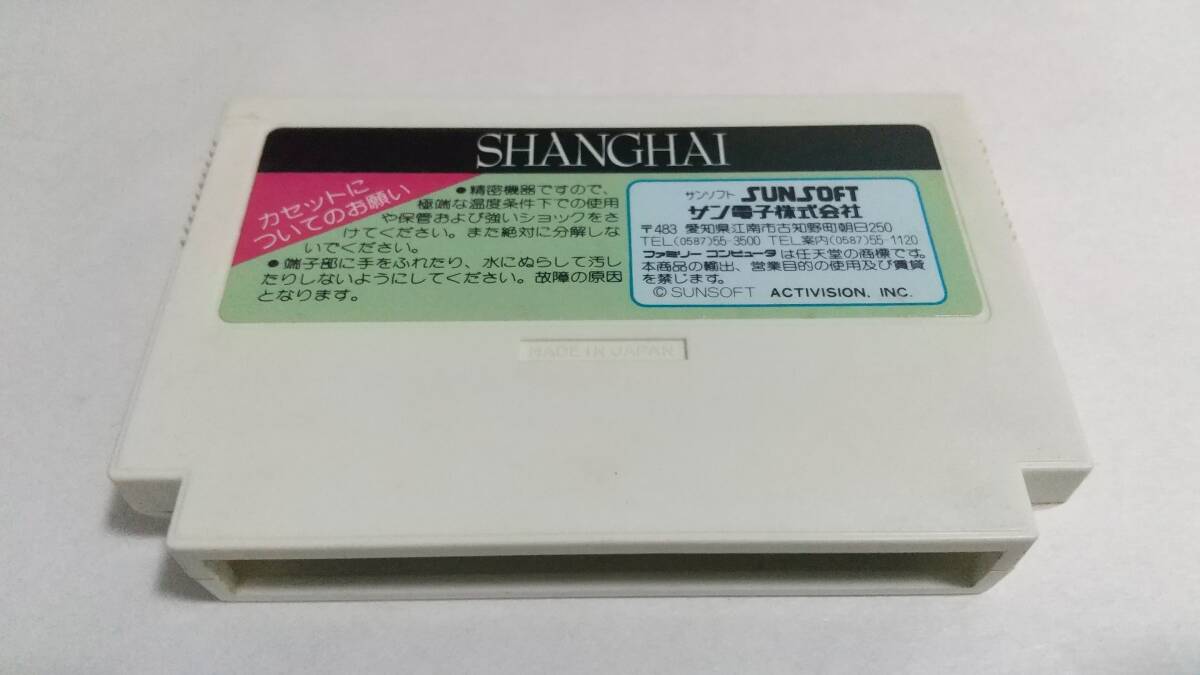 SHANGHAI
カセットに
ついてのお願い
●精密機器ですので、
極端な温度条件下での使用
や保管および強いショックをさ
けてください。また絶対に分解しな
いでください。
●端子部に手をふれたり、水にぬらして汚し
たりしないようにしてください。故障の原因
となります。
サンソフト SUNSOFT
サン電子株式会社
〒483 愛知県江南市古知野町朝日250
TEL(0587)55-3500 TEL案内(0587)55-1120
ファミリーコンピュータは任天堂の商標です。
本商品の輸出、営業目的の使用及び賃貸
を禁じます。
© SUNSOFT ACTIVISION, INC.
MADE IN JAPAN